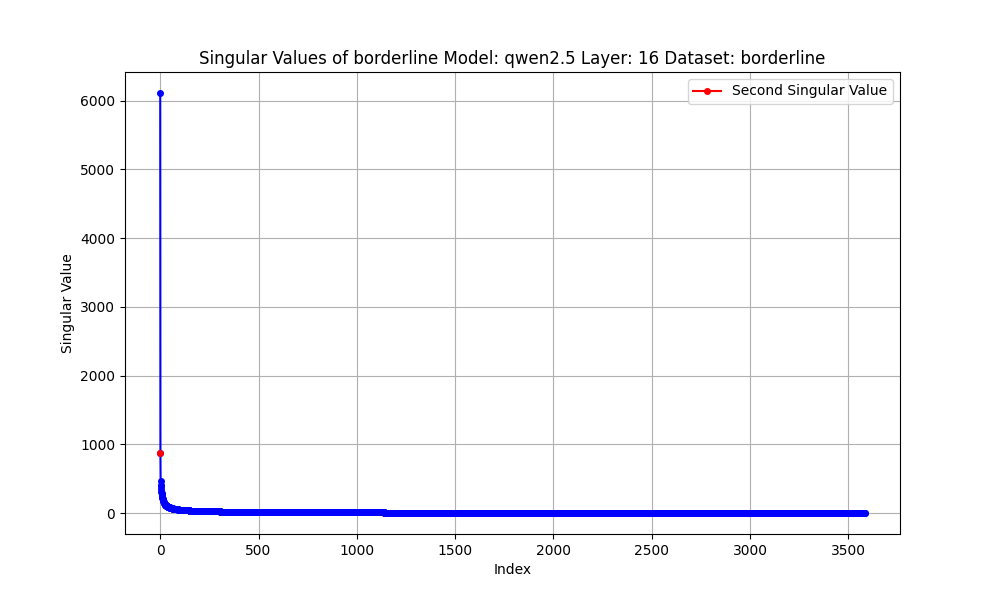 Singular Values of borderline Model: qwen2.5 Layer: 16 Dataset: borderline
Second Singular Value
6000
5000
4000
3000
2000
1000
0
Singular Value
0 500 1000 1500 2000 2500 3000 3500
Index